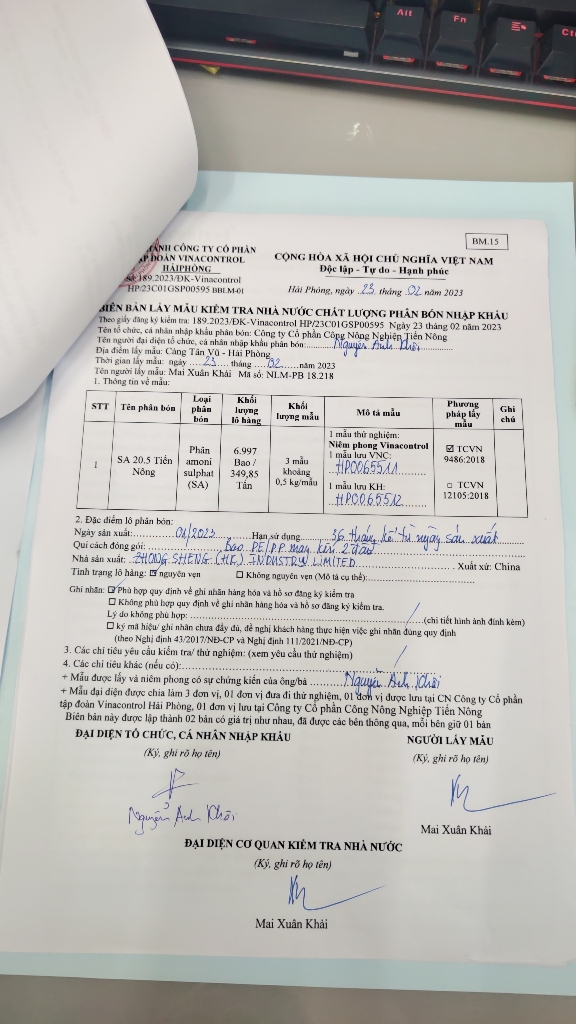 Alt
Fn
Ctr
BM.15
ÁNH CÔNG TY CỔ PHẦN
ẬP ĐOÀN VINACONTROL
HẢI PHÒNG
Số:189.2023/ĐK-Vinacontrol
HP/23C01GSP00595 BBLM-01
CỘNG HÒA XÃ HỘI CHỦ NGHĨA VIỆT NAM
Độc lập - Tự do - Hạnh phúc
Hải Phòng, ngày 23 tháng 02 năm 2023
BIÊN BẢN LẤY MẪU KIỂM TRA NHÀ NƯỚC CHẤT LƯỢNG PHÂN BÓN NHẬP KHẨU
Theo giấy đăng ký kiểm tra: 189.2023/ĐK-Vinacontrol HP/23C01GSP00595 Ngày 23 tháng 02 năm 2023
Tên tổ chức, cá nhân nhập khẩu phân bón: Công ty Cổ phần Công Nông Nghiệp Tiến Nông
Tên người đại diện tổ chức, cá nhân nhập khẩu phân bón: Nguyễn Anh Khôi
Địa điểm lấy mẫu: Cảng Tân Vũ - Hải Phòng
Thời gian lấy mẫu: ngày 23 tháng 02 năm 2023
Tên người lấy mẫu: Mai Xuân Khải Mã số: NLM-PB 18.218
1. Thông tin về mẫu:
STT Tên phân bón Loại phân bón Khối lượng lô hàng Khối lượng mẫu Mô tả mẫu Phương pháp lấy mẫu Ghi chú
1 SA 20.5 Tiến Nông Phân amoni sulphat (SA) 6.997 Bao / 349,85 Tấn 3 mẫu khoảng 0,5 kg/mẫu
1 mẫu thử nghiệm:
Niêm phong Vinacontrol
1 mẫu lưu VNC:
HP0065511
1 mẫu lưu KH:
HP0065512
☑ TCVN 9486:2018
☐ TCVN 12105:2018
2. Đặc điểm lô phân bón:
Ngày sản xuất: 01/2023 Hạn sử dụng 36 tháng kể từ ngày sản xuất
Qui cách đóng gói: Bao PE/PP may kín 2 đầu
Nhà sản xuất: ZHONG SHENG (H.K.) INDUSTRY LIMITED Xuất xứ: China
Tình trạng lô hàng: ☑ nguyên vẹn ☐ Không nguyên vẹn (Mô tả cụ thể):
Ghi nhãn: ☑ Phù hợp quy định về ghi nhãn hàng hóa và hồ sơ đăng ký kiểm tra
☐ Không phù hợp quy định về ghi nhãn hàng hóa và hồ sơ đăng ký kiểm tra.
Lý do không phù hợp: (chi tiết hình ảnh đính kèm)
☐ ký mã hiệu/ ghi nhãn chưa đầy đủ, đề nghị khách hàng thực hiện việc ghi nhãn đúng quy định
(theo Nghị định 43/2017/NĐ-CP và Nghị định 111/2021/NĐ-CP)
3. Các chỉ tiêu yêu cầu kiểm tra/ thử nghiệm: (xem yêu cầu thử nghiệm)
4. Các chỉ tiêu khác (nếu có):
+ Mẫu được lấy và niêm phong có sự chứng kiến của ông/bà Nguyễn Anh Khôi
+ Mẫu đại diện được chia làm 3 đơn vị, 01 đơn vị đưa đi thử nghiệm, 01 đơn vị được lưu tại CN Công ty Cổ phần
tập đoàn Vinacontrol Hải Phòng, 01 đơn vị lưu tại Công ty Cổ phần Công Nông Nghiệp Tiến Nông
Biên bản này được lập thành 02 bản có giá trị như nhau, đã được các bên thông qua, mỗi bên giữ 01 bản
ĐẠI DIỆN TỔ CHỨC, CÁ NHÂN NHẬP KHẨU
(Ký, ghi rõ họ tên)
Nguyễn Anh Khôi
NGƯỜI LẤY MẪU
(Ký, ghi rõ họ tên)
Mai Xuân Khải
ĐẠI DIỆN CƠ QUAN KIỂM TRA NHÀ NƯỚC
(Ký, ghi rõ họ tên)
Mai Xuân Khải